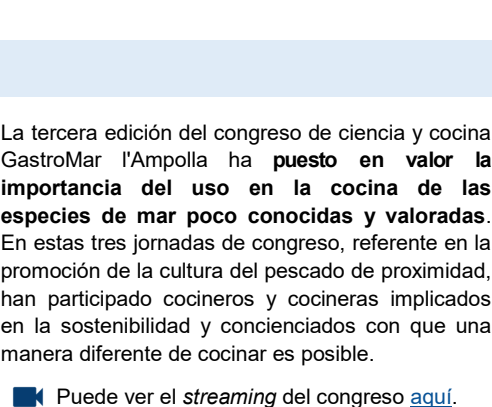 La tercera edición del congreso de ciencia y cocina
GastroMar l'Ampolla ha puesto en valor la
importancia del uso en la cocina de las
especies de mar poco conocidas y valoradas.
En estas tres jornadas de congreso, referente en la
promoción de la cultura del pescado de proximidad,
han participado cocineros y cocineras implicados
en la sostenibilidad y concienciados con que una
manera diferente de cocinar es posible.
Puede ver el streaming del congreso aquí.